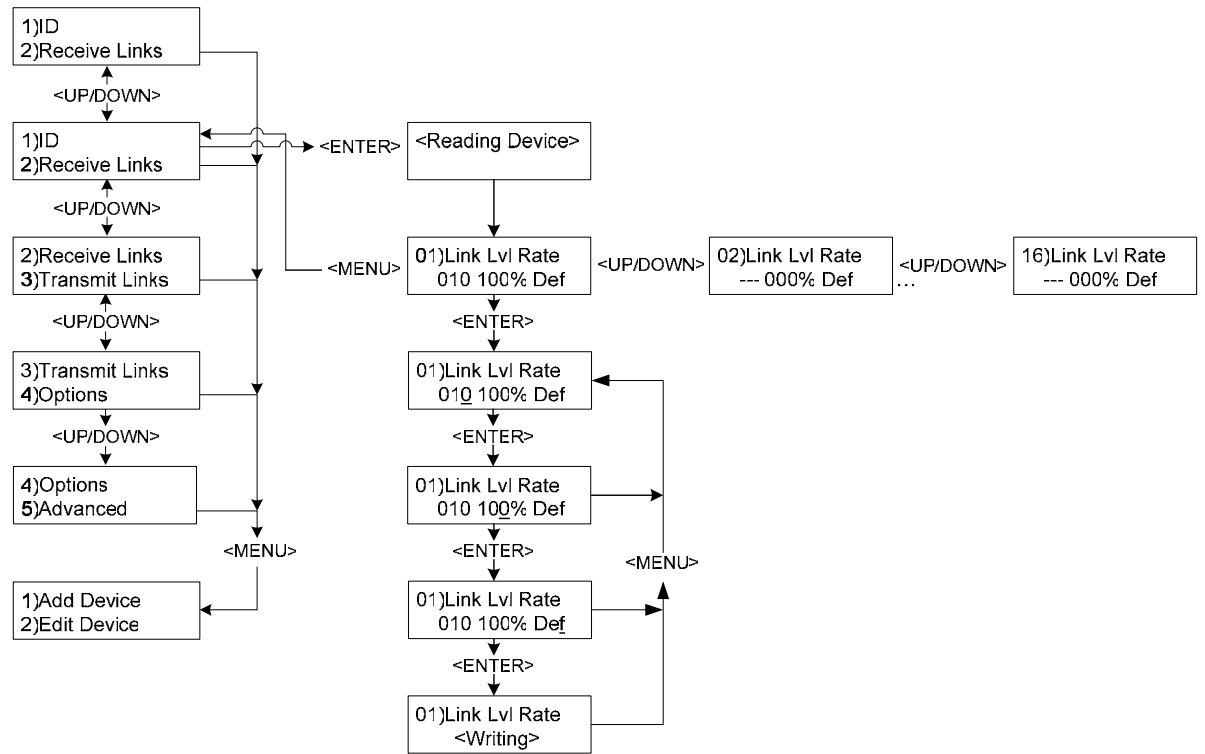 1)ID
2)Receive Links
<UP/DOWN>
1)ID
2)Receive Links
<UP/DOWN>
2)Receive Links
3)Transmit Links
<UP/DOWN>
3)Transmit Links
4)Options
<UP/DOWN>
4)Options
5)Advanced
<MENU>
1)Add Device
2)Edit Device
<ENTER>
<Reading Device>
<MENU>
01)Link Lvl Rate
010 100% Def
<UP/DOWN>
02)Link Lvl Rate
--- 000% Def
<UP/DOWN>
...
16)Link Lvl Rate
--- 000% Def
<ENTER>
01)Link Lvl Rate
010 100% Def
<ENTER>
01)Link Lvl Rate
010 100% Def
<ENTER>
<MENU>
01)Link Lvl Rate
010 100% Def
<ENTER>
01)Link Lvl Rate
<Writing>